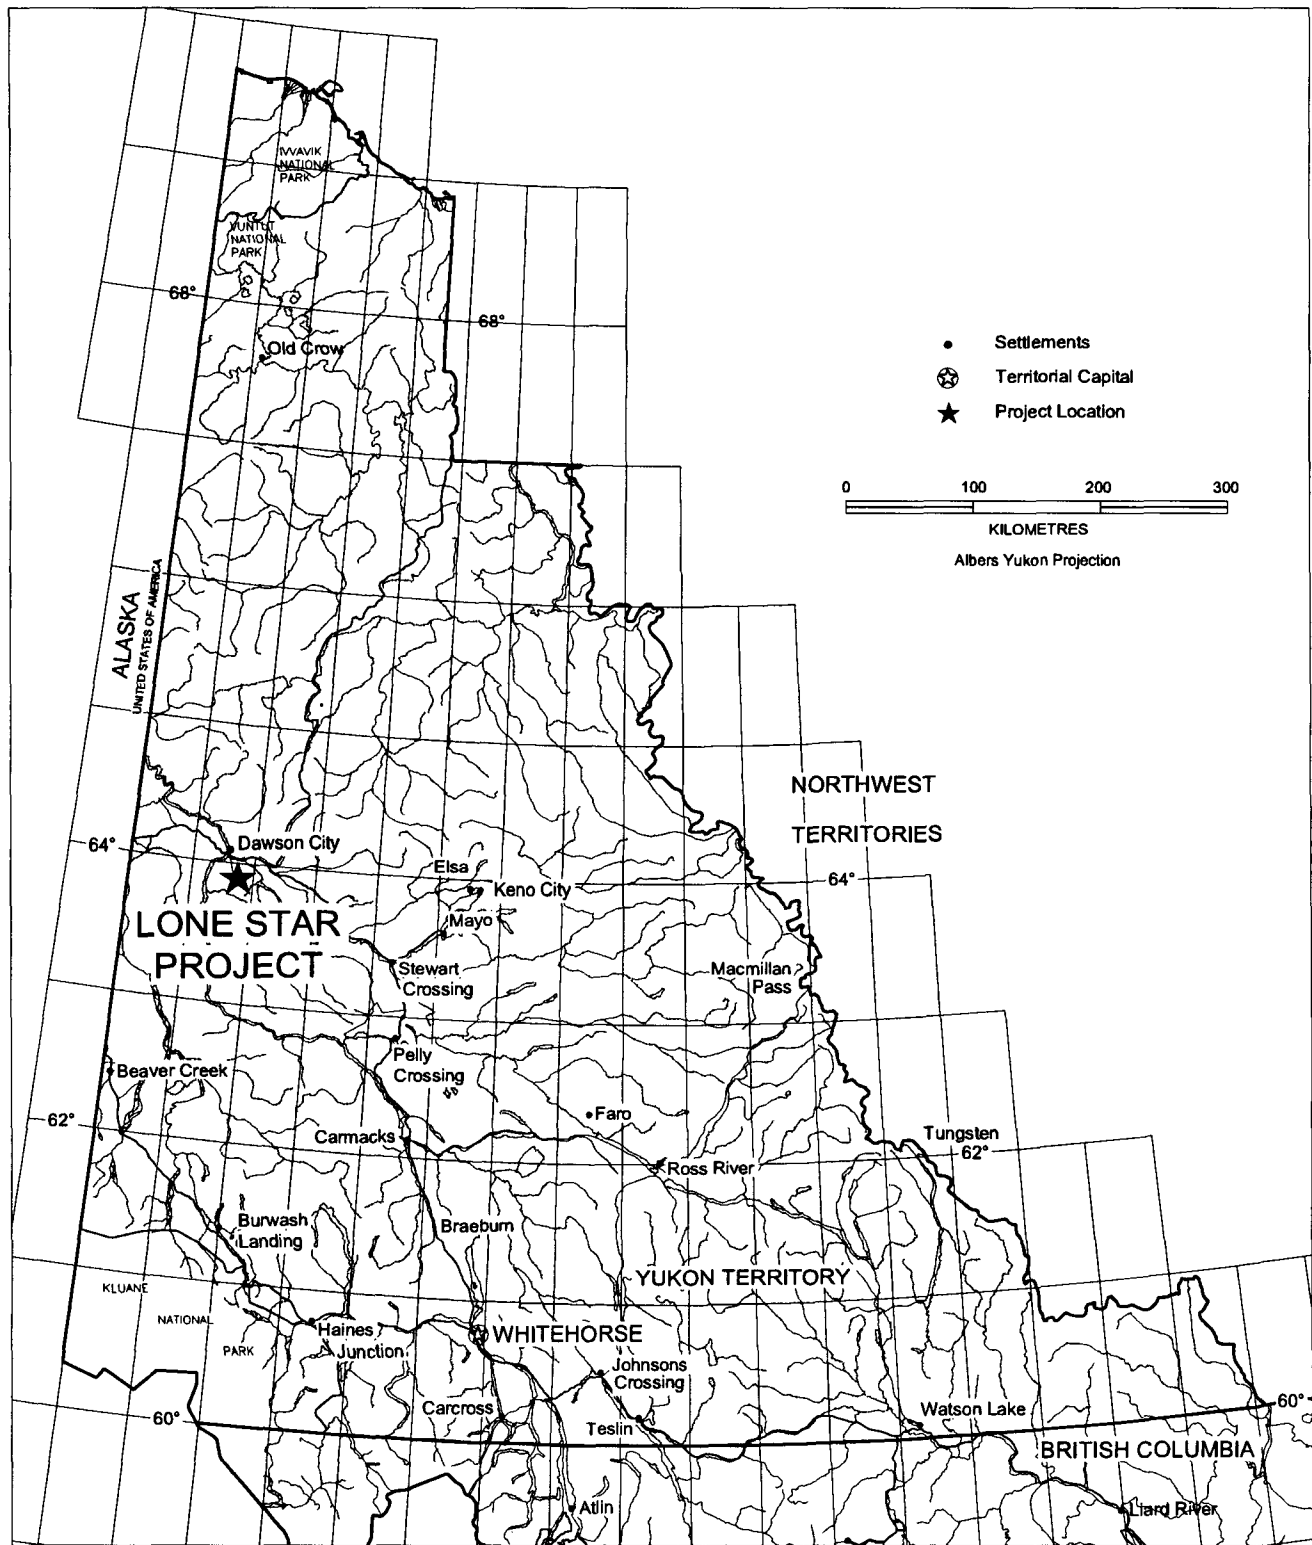 IVVAVIK
NATIONAL
PARK
VUNTUT
NATIONAL
PARK
68°
68°
Old Crow
Settlements
Territorial Capital
Project Location
0 100 200 300
KILOMETRES
Albers Yukon Projection
ALASKA
UNITED STATES OF AMERICA
NORTHWEST
TERRITORIES
64°
Dawson City
Elsa
Keno City
64°
Mayo
LONE STAR
PROJECT
Stewart
Crossing
Macmillan
Pass
Pelly
Crossing
Beaver Creek
62°
Faro
Carmacks
Tungsten
62°
Ross River
Burwash
Landing
Braeburn
YUKON TERRITORY
KLUANE
NATIONAL
PARK
Haines
Junction
WHITEHORSE
Johnsons
Crossing
Carcross
60°
Teslin
Watson Lake
60°
BRITISH COLUMBIA
Atlin
Liard River